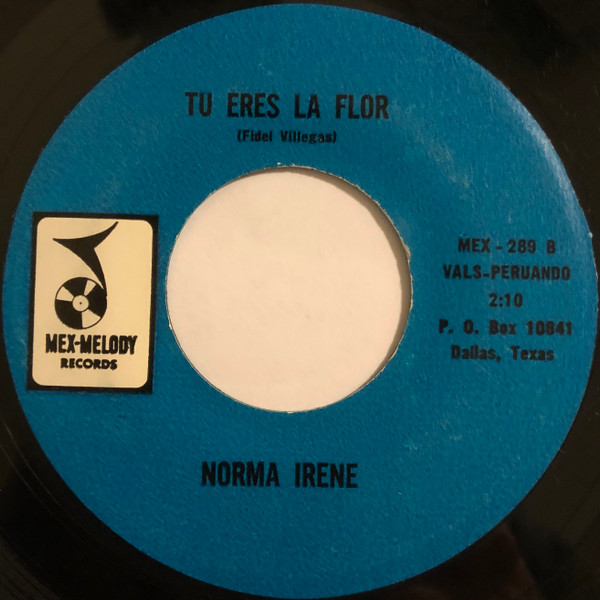 TU ERES LA FLOR
(Fidel Villegas)
MEX-MELODY
RECORDS
MEX - 289 B
VALS-PERUANDO
2:10
P. O. Box 10841
Dallas, Texas
NORMA IRENE